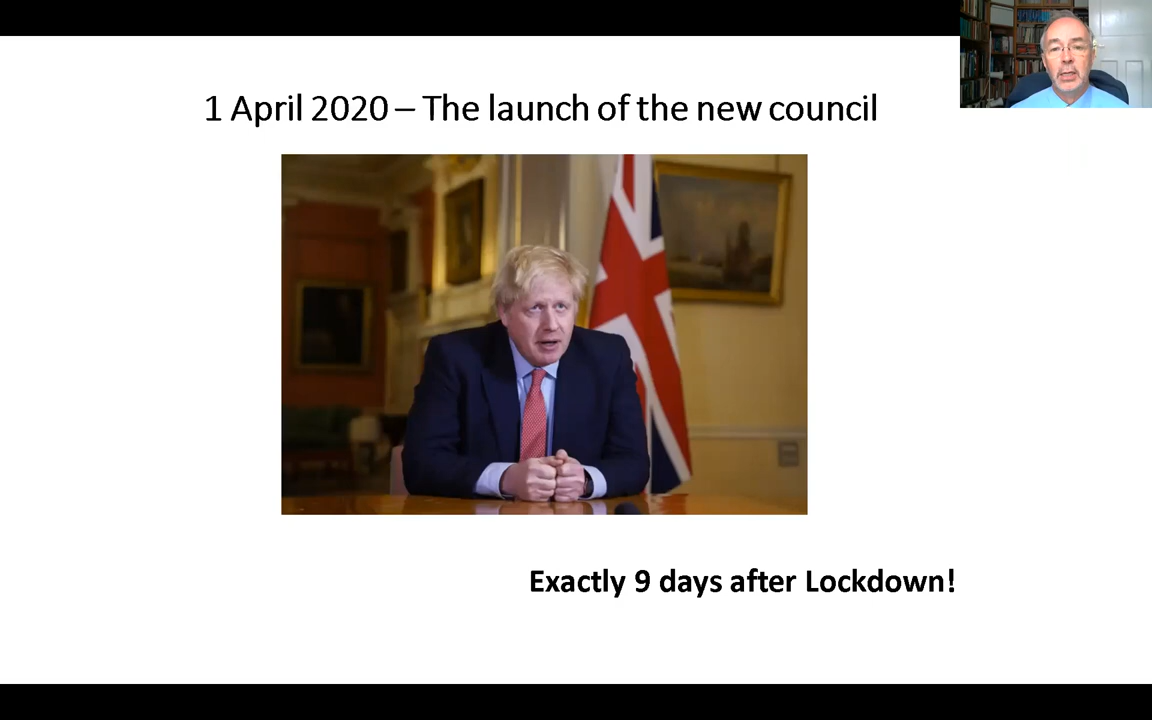 1 April 2020 – The launch of the new council
Exactly 9 days after Lockdown!